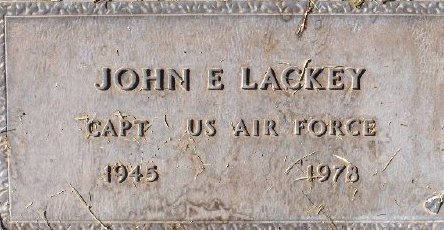 JOHN E LACKEY
CAPT US AIR FORCE
1945 1978